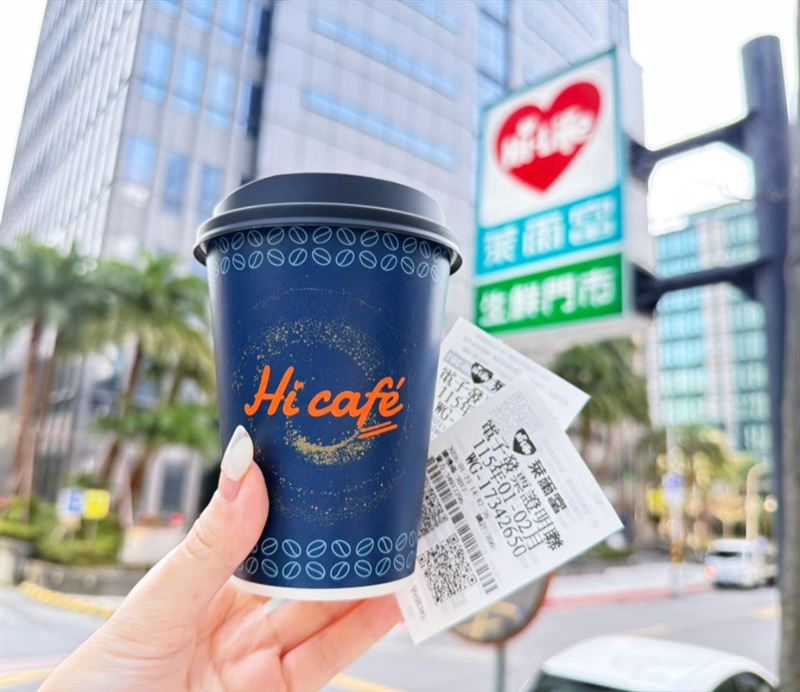 Hi-Life
萊爾富
生鮮門市
Hi café
萊爾富
電子發票證明聯
115年01-02月
WG-17342650